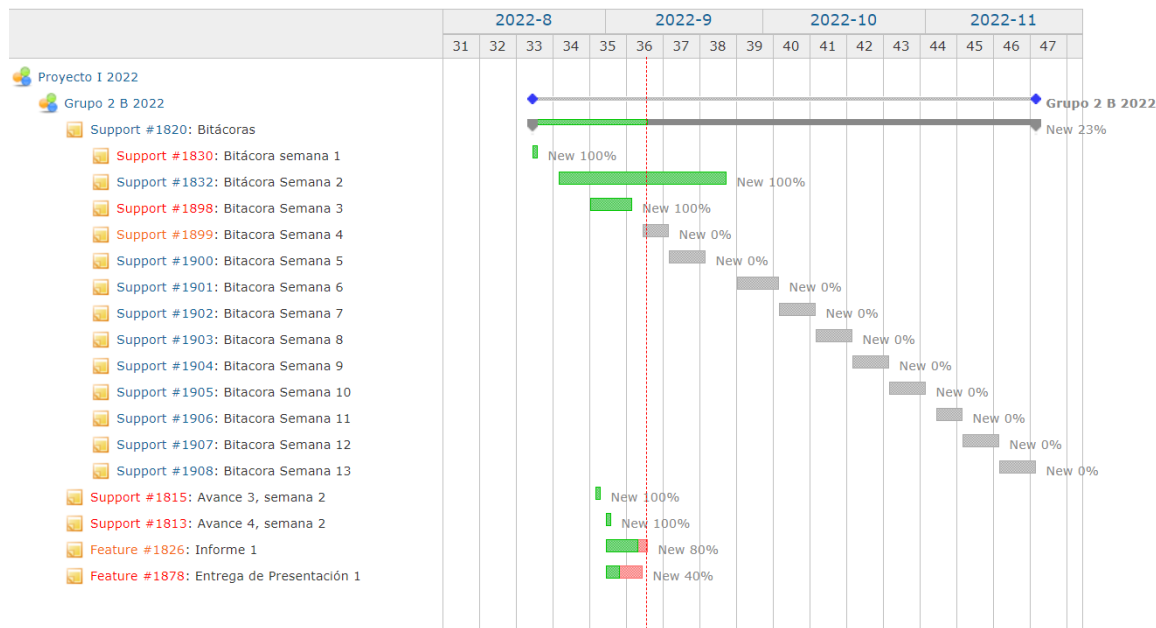 2022-8 2022-9 2022-10 2022-11
31 32 33 34 35 36 37 38 39 40 41 42 43 44 45 46 47
Proyecto I 2022
Grupo 2 B 2022 Grupo 2 B 2022
Support #1820: Bitácoras New 23%
Support #1830: Bitácora semana 1 New 100%
Support #1832: Bitácora Semana 2 New 100%
Support #1898: Bitacora Semana 3 New 100%
Support #1899: Bitacora Semana 4 New 0%
Support #1900: Bitacora Semana 5 New 0%
Support #1901: Bitacora Semana 6 New 0%
Support #1902: Bitacora Semana 7 New 0%
Support #1903: Bitacora Semana 8 New 0%
Support #1904: Bitacora Semana 9 New 0%
Support #1905: Bitacora Semana 10 New 0%
Support #1906: Bitacora Semana 11 New 0%
Support #1907: Bitacora Semana 12 New 0%
Support #1908: Bitacora Semana 13 New 0%
Support #1815: Avance 3, semana 2 New 100%
Support #1813: Avance 4, semana 2 New 100%
Feature #1826: Informe 1 New 80%
Feature #1878: Entrega de Presentación 1 New 40%